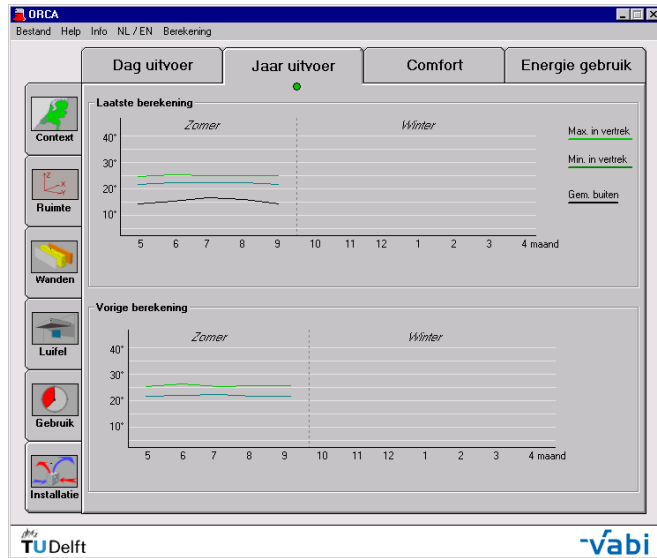 ORCA
Bestand Help Info NL / EN Berekening
Dag uitvoer Jaar uitvoer Comfort Energie gebruik
Context
Ruimte
Wanden
Luifel
Gebruik
Installatie
Laatste berekening
Zomer Winter
40°
30°
20°
10°
5 6 7 8 9 10 11 12 1 2 3 4 maand
Max. in vertrek
Min. in vertrek
Gem. buiten
Vorige berekening
Zomer Winter
40°
30°
20°
10°
5 6 7 8 9 10 11 12 1 2 3 4 maand
TU Delft
vabi